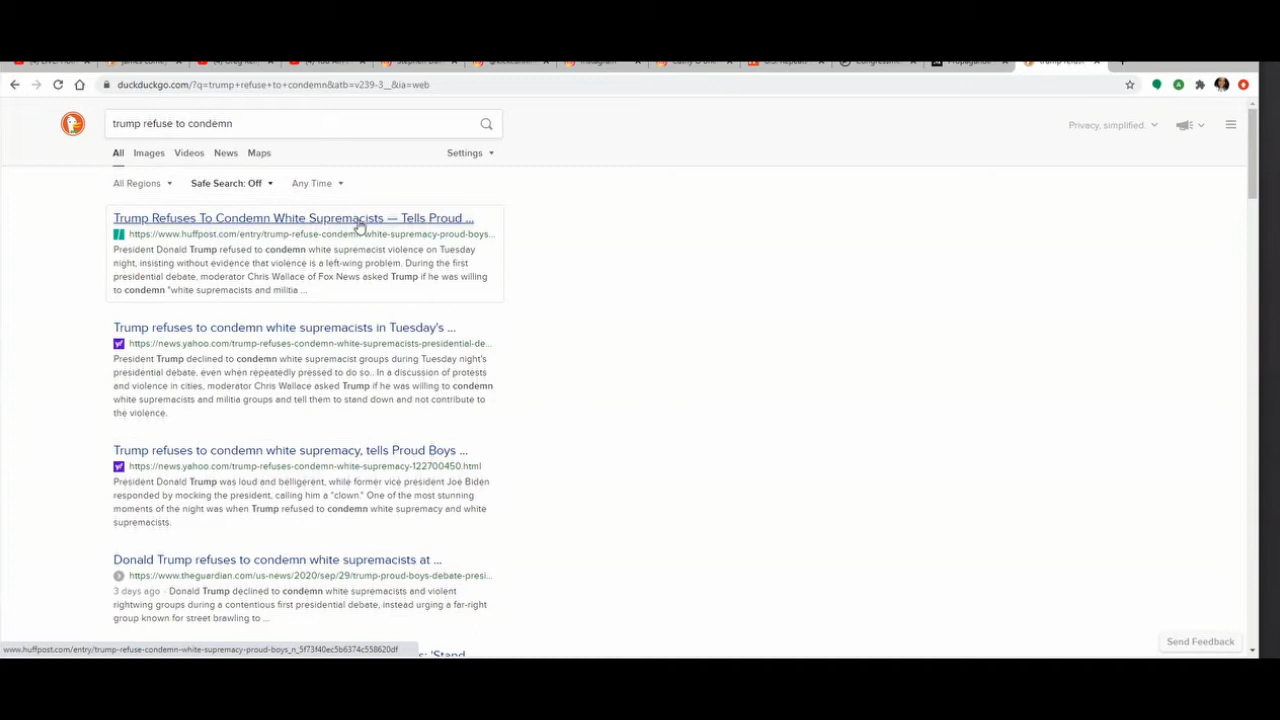 duckduckgo.com/?q=trump+refuse+to+condemn&atb=v239-3__&ia=web
trump refuse to condemn
Privacy, simplified.
All Images Videos News Maps
Settings
All Regions
Safe Search: Off
Any Time
Trump Refuses To Condemn White Supremacists — Tells Proud ...
https://www.huffpost.com/entry/trump-refuse-condemn-white-supremacy-proud-boys...
President Donald Trump refused to condemn white supremacist violence on Tuesday
night, insisting without evidence that violence is a left-wing problem. During the first
presidential debate, moderator Chris Wallace of Fox News asked Trump if he was willing
to condemn "white supremacists and militia ...
Trump refuses to condemn white supremacists in Tuesday's ...
https://news.yahoo.com/trump-refuses-condemn-white-supremacists-presidential-de...
President Trump declined to condemn white supremacist groups during Tuesday night's
presidential debate, even when repeatedly pressed to do so.. In a discussion of protests
and violence in cities, moderator Chris Wallace asked Trump if he was willing to condemn
white supremacists and militia groups and tell them to stand down and not contribute to
the violence.
Trump refuses to condemn white supremacy, tells Proud Boys ...
https://news.yahoo.com/trump-refuses-condemn-white-supremacy-122700450.html
President Donald Trump was loud and belligerent, while former vice president Joe Biden
responded by mocking the president, calling him a "clown." One of the most stunning
moments of the night was when Trump refused to condemn white supremacy and white
supremacists.
Donald Trump refuses to condemn white supremacists at ...
https://www.theguardian.com/us-news/2020/sep/29/trump-proud-boys-debate-presi...
3 days ago · Donald Trump declined to condemn white supremacists and violent
rightwing groups during a contentious first presidential debate, instead urging a far-right
group known for street brawling to ...
Send Feedback
www.huffpost.com/entry/trump-refuse-condemn-white-supremacy-proud-boys_n_5f73f40ec5b6374c558620df
'Stand